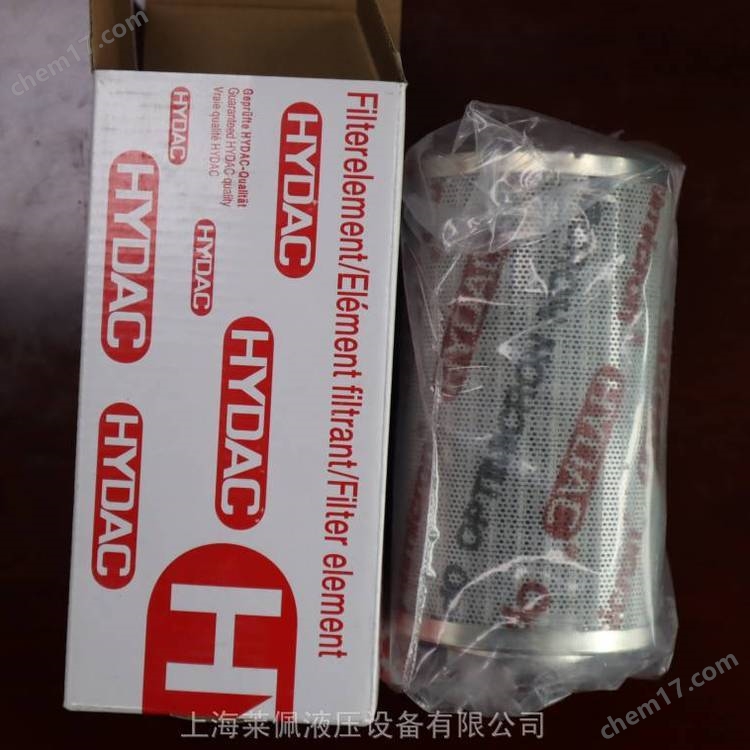 chem17.com
Filterelement/Elément filtrant/Filter element
HYDAC
Geprüfte HYDAC-Qualität
Guaranteed HYDAC quality
Vraie qualité HYDAC
HYDAC
HYDAC
HYDAC
HYDAC
HYDAC
H
HYDAC
chem17.com
上海莱佩液压设备有限公司